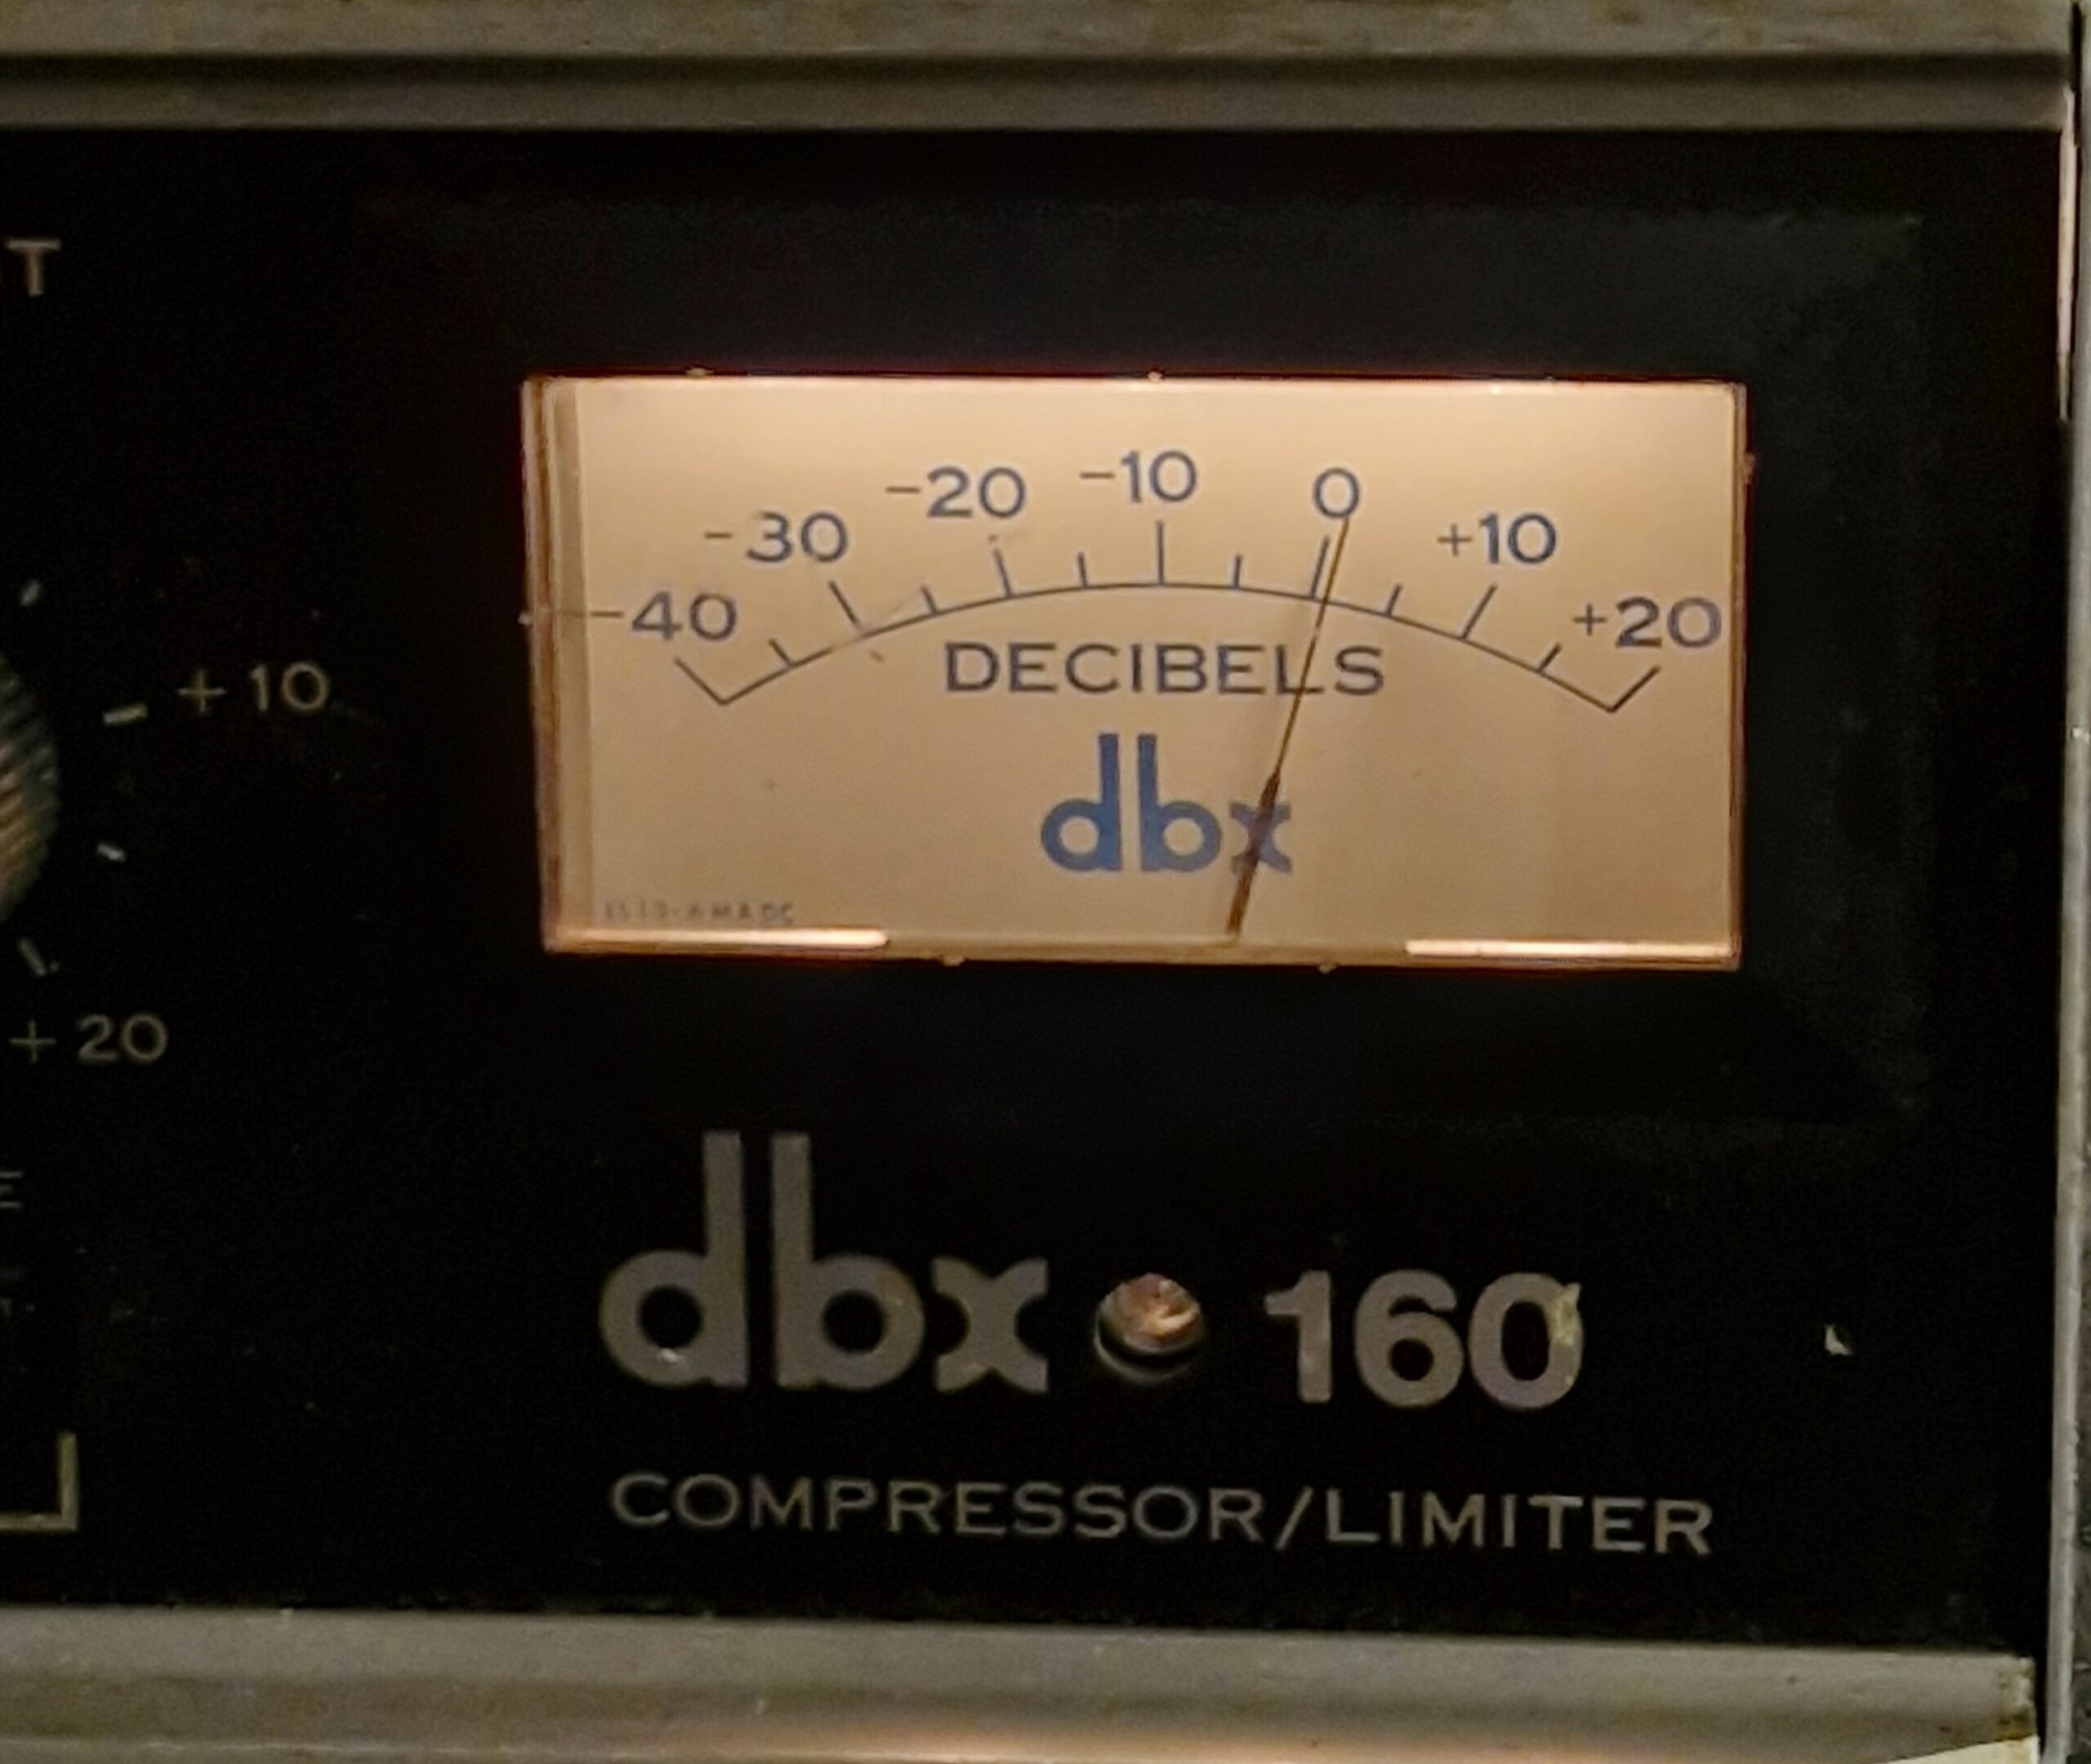 T
-40 -30 -20 -10 0 +10 +20
DECIBELS
dbx
+10
+20
E
dbx 160
COMPRESSOR/LIMITER